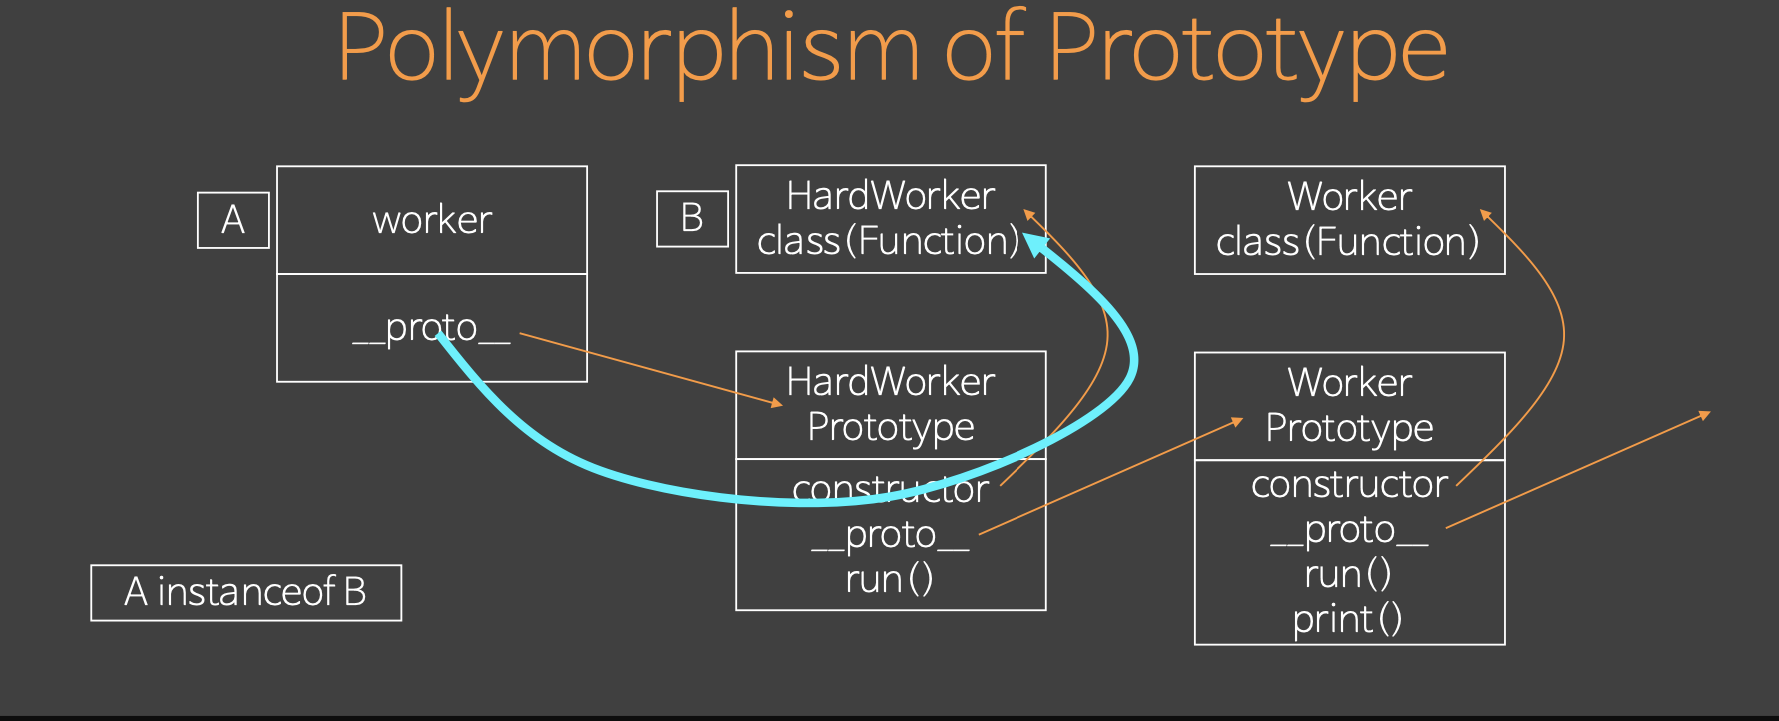 Polymorphism of Prototype
A
worker
__proto__
B
HardWorker
class(Function)
HardWorker
Prototype
constructor
__proto__
run()
Worker
class(Function)
Worker
Prototype
constructor
__proto__
run()
print()
A instanceof B